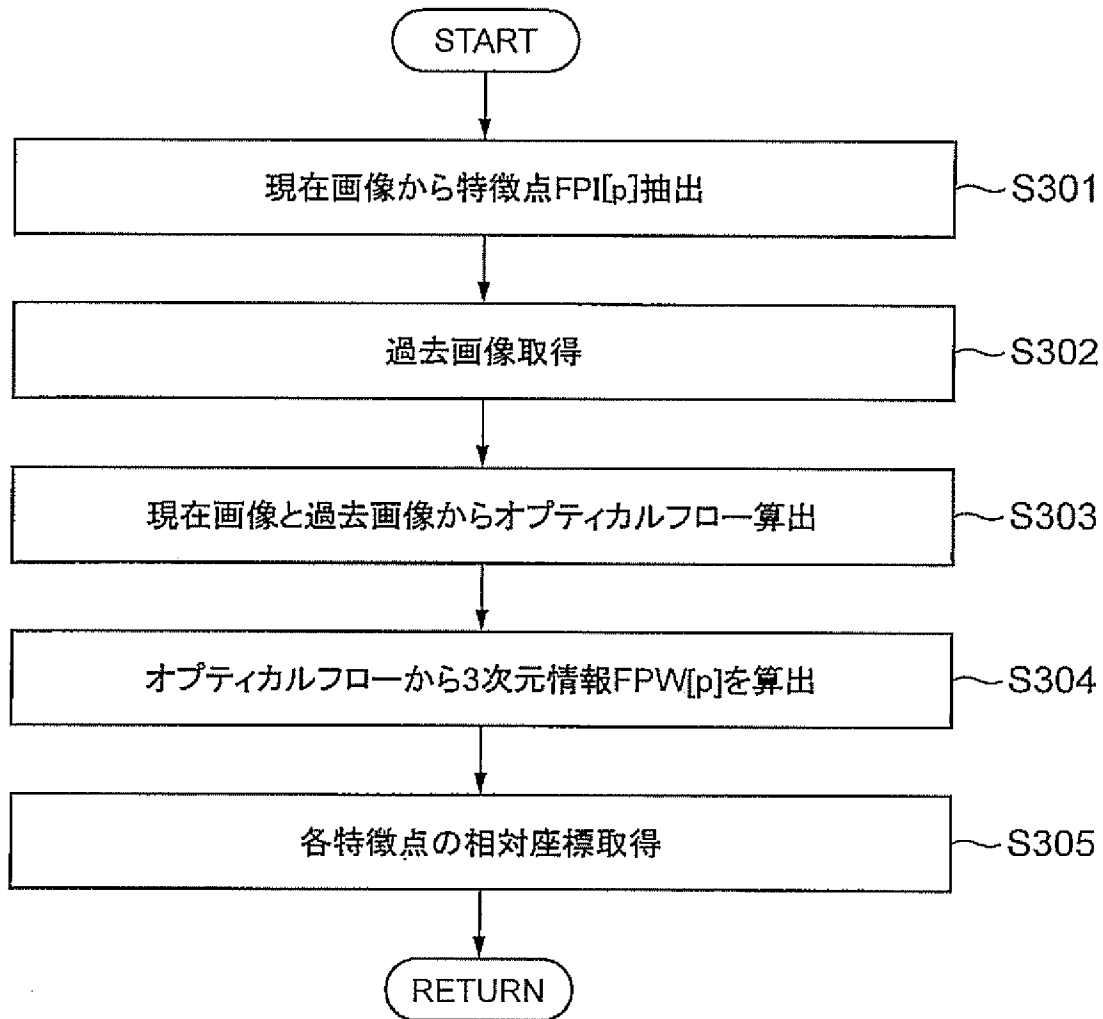 START
現在画像から特徴点FPI[p]抽出
S301
過去画像取得
S302
現在画像と過去画像からオプティカルフロー算出
S303
オプティカルフローから3次元情報FPW[p]を算出
S304
各特徴点の相対座標取得
S305
RETURN